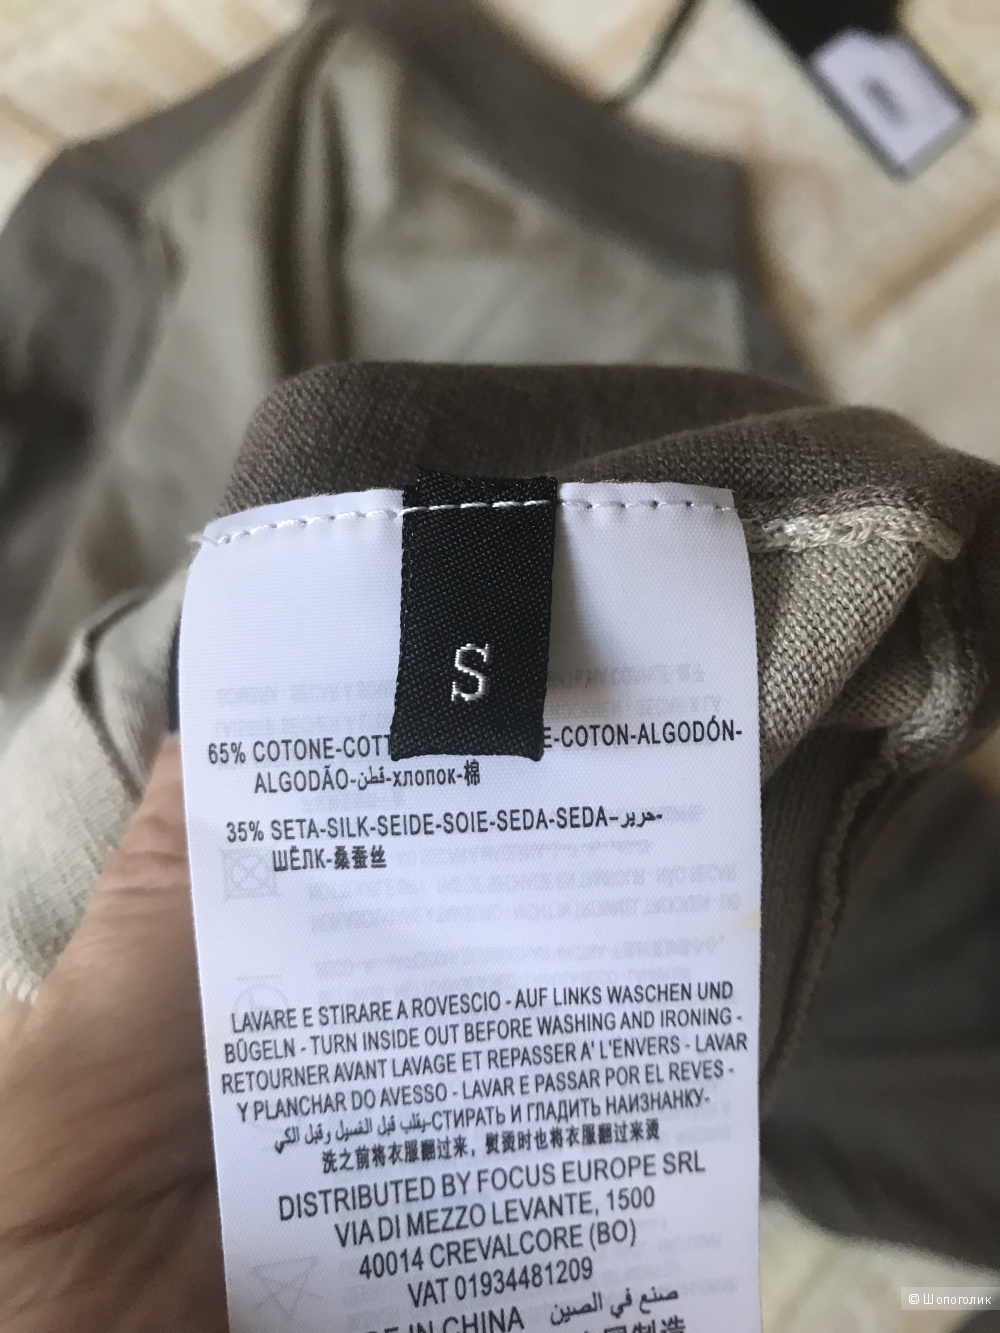 S
65% COTONE-COTT E-COTON-ALGODÓN-
ALGODÃO-قطن-хлопок-棉
35% SETA-SILK-SEIDE-SOIE-SEDA-SEDA-حرير-
ШЁЛК-桑蚕丝
LAVARE E STIRARE A ROVESCIO - AUF LINKS WASCHEN UND
BÜGELN - TURN INSIDE OUT BEFORE WASHING AND IRONING -
RETOURNER AVANT LAVAGE ET REPASSER A' L'ENVERS - LAVAR
Y PLANCHAR DO AVESSO - LAVAR E PASSAR POR EL REVES -
يقلب قبل الغسيل وقبل الكي-СТИРАТЬ И ГЛАДИТЬ НАИЗНАНКУ-
洗之前将衣服翻过来，熨烫时也将衣服翻过来烫
DISTRIBUTED BY FOCUS EUROPE SRL
VIA DI MEZZO LEVANTE, 1500
40014 CREVALCORE (BO)
VAT 01934481209
IN CHINA صنع في الصين
国制造
© Шопоголик